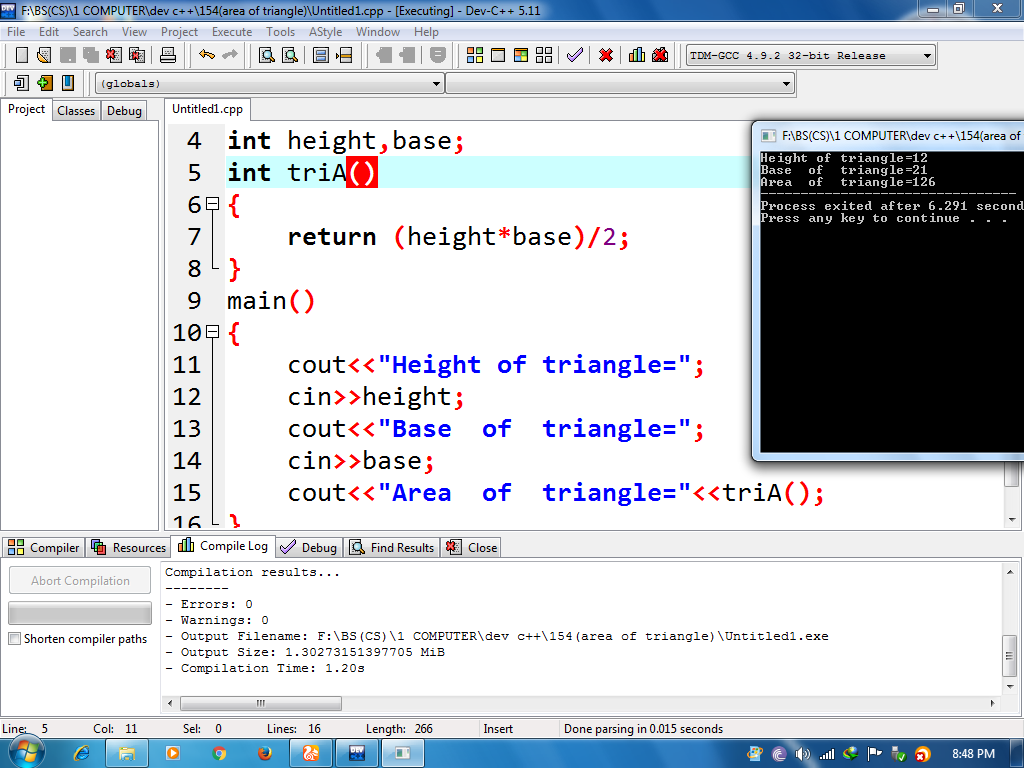 F:\BS(CS)\1 COMPUTER\dev c++\154(area of triangle)\Untitled1.cpp - [Executing] - Dev-C++ 5.11
File Edit Search View Project Execute Tools AStyle Window Help
TDM-GCC 4.9.2 32-bit Release
(globals)
Project Classes Debug
Untitled1.cpp
4 int height,base;
5 int triA()
6 {
7 return (height*base)/2;
8 }
9 main()
10 {
11 cout<<"Height of triangle=";
12 cin>>height;
13 cout<<"Base  of  triangle=";
14 cin>>base;
15 cout<<"Area  of  triangle="<<triA();
16 }
F:\BS(CS)\1 COMPUTER\dev c++\154(area of
Height of triangle=12
Base  of  triangle=21
Area  of  triangle=126
--------------------------------
Process exited after 6.291 second
Press any key to continue . . .
Compiler Resources Compile Log Debug Find Results Close
Abort Compilation
Shorten compiler paths
Compilation results...
--------
- Errors: 0
- Warnings: 0
- Output Filename: F:\BS(CS)\1 COMPUTER\dev c++\154(area of triangle)\Untitled1.exe
- Output Size: 1.30273151397705 MiB
- Compilation Time: 1.20s
Line: 5 Col: 11 Sel: 0 Lines: 16 Length: 266 Insert Done parsing in 0.015 seconds
DEV
8:48 PM